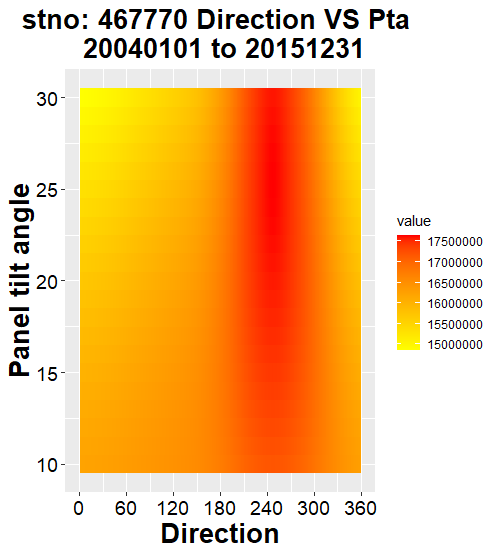 stno: 467770 Direction VS Pta
20040101 to 20151231
Panel tilt angle
30
25
20
15
10
0 60 120 180 240 300 360
Direction
value
17500000
17000000
16500000
16000000
15500000
15000000